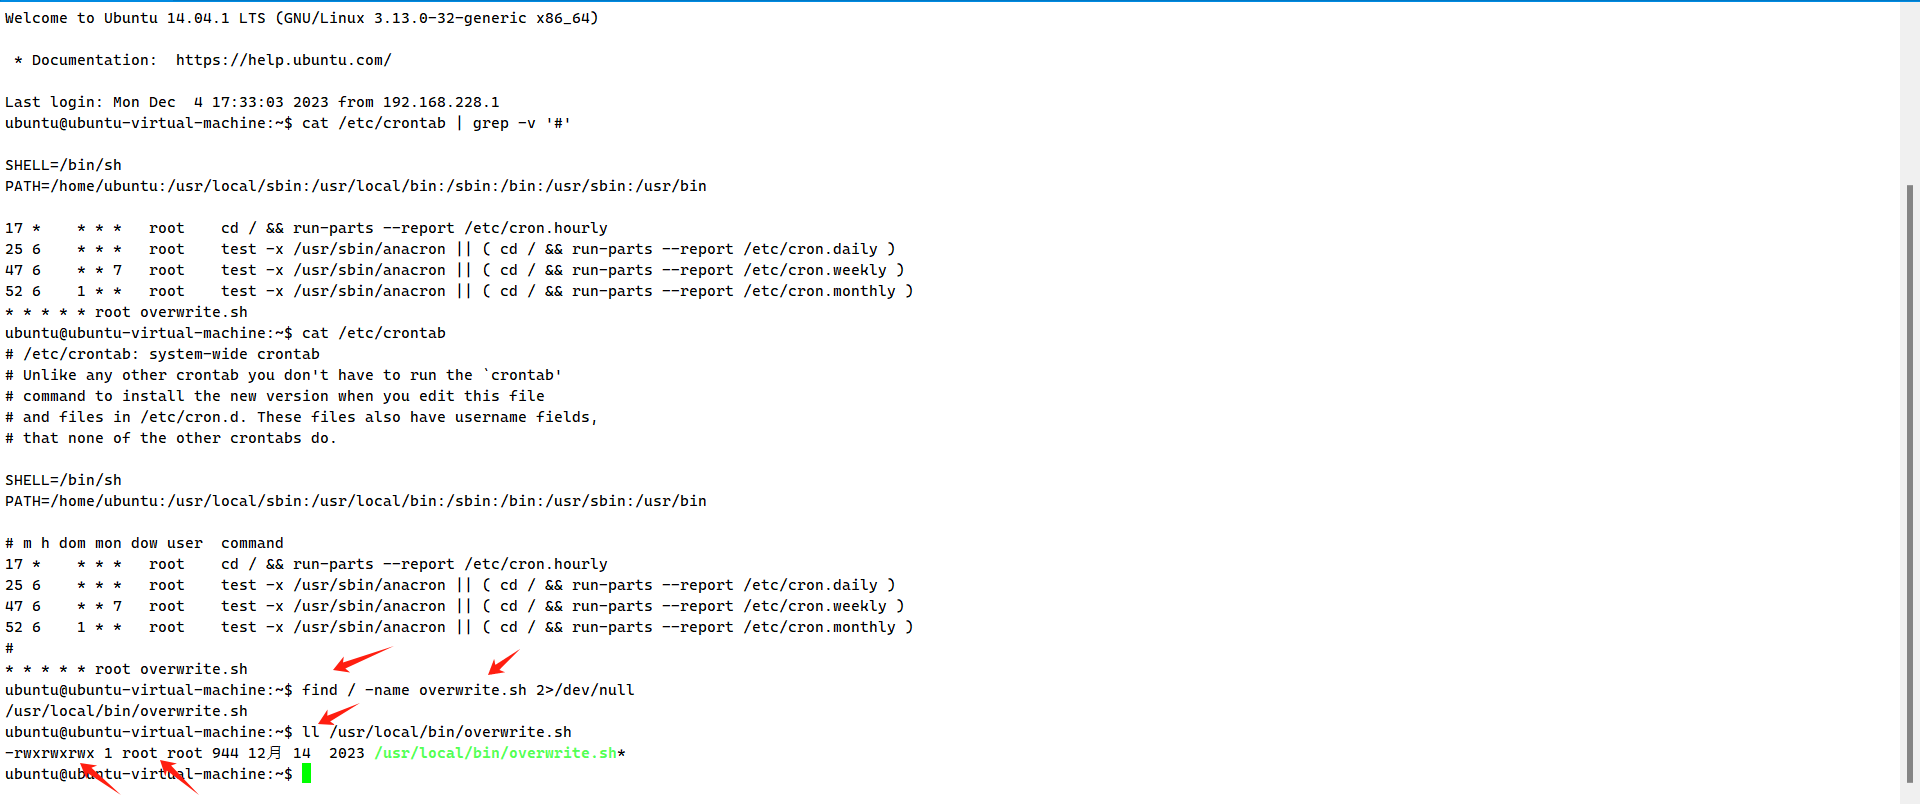 Welcome to Ubuntu 14.04.1 LTS (GNU/Linux 3.13.0-32-generic x86_64)
 * Documentation:  https://help.ubuntu.com/
Last login: Mon Dec  4 17:33:03 2023 from 192.168.228.1
ubuntu@ubuntu-virtual-machine:~$ cat /etc/crontab | grep -v '#'
SHELL=/bin/sh
PATH=/home/ubuntu:/usr/local/sbin:/usr/local/bin:/sbin:/bin:/usr/sbin:/usr/bin
17 *    * * *   root    cd / && run-parts --report /etc/cron.hourly
25 6    * * *   root    test -x /usr/sbin/anacron || ( cd / && run-parts --report /etc/cron.daily )
47 6    * * 7   root    test -x /usr/sbin/anacron || ( cd / && run-parts --report /etc/cron.weekly )
52 6    1 * *   root    test -x /usr/sbin/anacron || ( cd / && run-parts --report /etc/cron.monthly )
* * * * * root overwrite.sh
ubuntu@ubuntu-virtual-machine:~$ cat /etc/crontab
# /etc/crontab: system-wide crontab
# Unlike any other crontab you don't have to run the `crontab'
# command to install the new version when you edit this file
# and files in /etc/cron.d. These files also have username fields,
# that none of the other crontabs do.
SHELL=/bin/sh
PATH=/home/ubuntu:/usr/local/sbin:/usr/local/bin:/sbin:/bin:/usr/sbin:/usr/bin
# m h dom mon dow user  command
17 *    * * *   root    cd / && run-parts --report /etc/cron.hourly
25 6    * * *   root    test -x /usr/sbin/anacron || ( cd / && run-parts --report /etc/cron.daily )
47 6    * * 7   root    test -x /usr/sbin/anacron || ( cd / && run-parts --report /etc/cron.weekly )
52 6    1 * *   root    test -x /usr/sbin/anacron || ( cd / && run-parts --report /etc/cron.monthly )
#
* * * * * root overwrite.sh
ubuntu@ubuntu-virtual-machine:~$ find / -name overwrite.sh 2>/dev/null
/usr/local/bin/overwrite.sh
ubuntu@ubuntu-virtual-machine:~$ ll /usr/local/bin/overwrite.sh
-rwxrwxrwx 1 root root 944 12月 14  2023 /usr/local/bin/overwrite.sh*
ubuntu@ubuntu-virtual-machine:~$